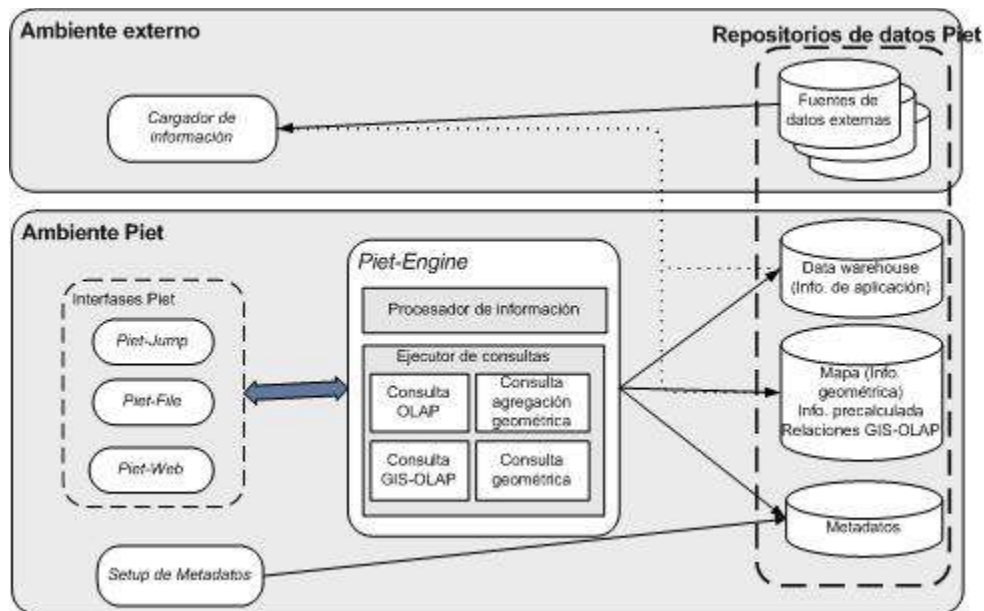 Ambiente externo
Repositorios de datos Piet
Cargador de
información
Fuentes de
datos externas
Ambiente Piet
Interfases Piet
Piet-Jump
Piet-File
Piet-Web
Setup de Metadatos
Piet-Engine
Procesador de información
Ejecutor de consultas
Consulta
OLAP
Consulta
agregación
geométrica
Consulta
GIS-OLAP
Consulta
geométrica
Data warehouse
(Info. de aplicación)
Mapa (Info.
geométrica)
Info. precalculada
Relaciones GIS-OLAP
Metadatos